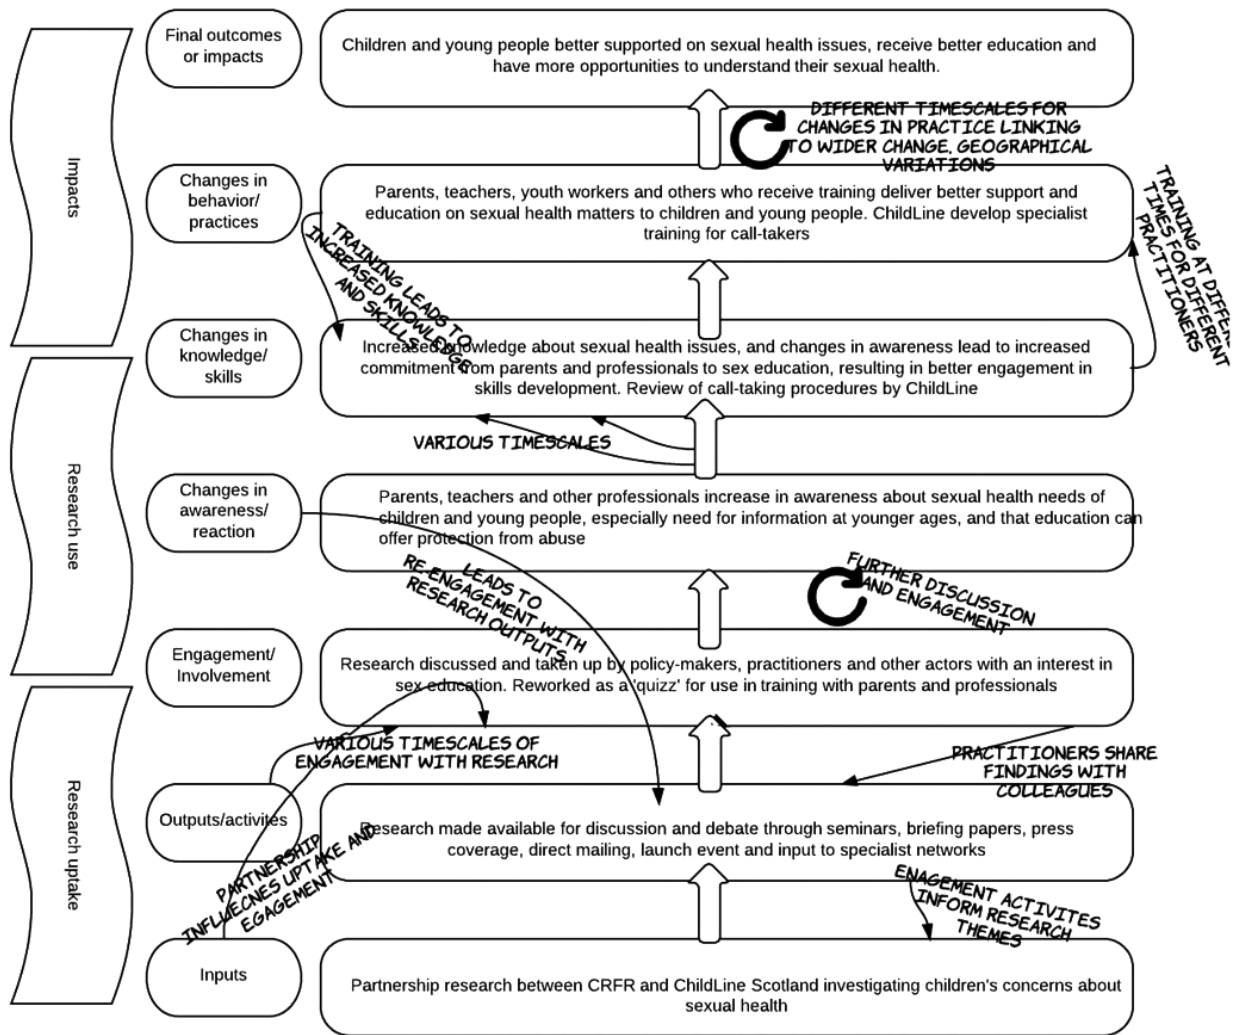 Final outcomes
or impacts
Children and young people better supported on sexual health issues, receive better education and
have more opportunities to understand their sexual health.
DIFFERENT TIMESCALES FOR
CHANGES IN PRACTICE LINKING
TO WIDER CHANGE. GEOGRAPHICAL
VARIATIONS
Impacts
Changes in
behavior/
practices
Parents, teachers, youth workers and others who receive training deliver better support and
education on sexual health matters to children and young people. ChildLine develop specialist
training for call-takers
TRAINING LEADS TO
INCREASED KNOWLEDGE
AND SKILLS
TRAINING AT DIFFERE
TIMES FOR DIFFERENT
PRACTITIONERS
Changes in
knowledge/
skills
Increased knowledge about sexual health issues, and changes in awareness lead to increased
commitment from parents and professionals to sex education, resulting in better engagement in
skills development. Review of call-taking procedures by ChildLine
VARIOUS TIMESCALES
Research use
Changes in
awareness/
reaction
Parents, teachers and other professionals increase in awareness about sexual health needs of
children and young people, especially need for information at younger ages, and that education can
offer protection from abuse
LEADS TO
RE-ENGAGEMENT WITH
RESEARCH OUTPUTS
FURTHER DISCUSSION
AND ENGAGEMENT
Engagement/
Involvement
Research discussed and taken up by policy-makers, practitioners and other actors with an interest in
sex education. Reworked as a 'quizz' for use in training with parents and professionals
VARIOUS TIMESCALES OF
ENGAGEMENT WITH RESEARCH
PRACTITIONERS SHARE
FINDINGS WITH
COLLEAGUES
Research uptake
Outputs/activites
Research made available for discussion and debate through seminars, briefing papers, press
coverage, direct mailing, launch event and input to specialist networks
PARTNERSHIP
INFLUECNES UPTAKE AND
EGAGEMENT
ENAGEMENT ACTIVITES
INFORM RESEARCH
THEMES
Inputs
Partnership research between CRFR and ChildLine Scotland investigating children's concerns about
sexual health